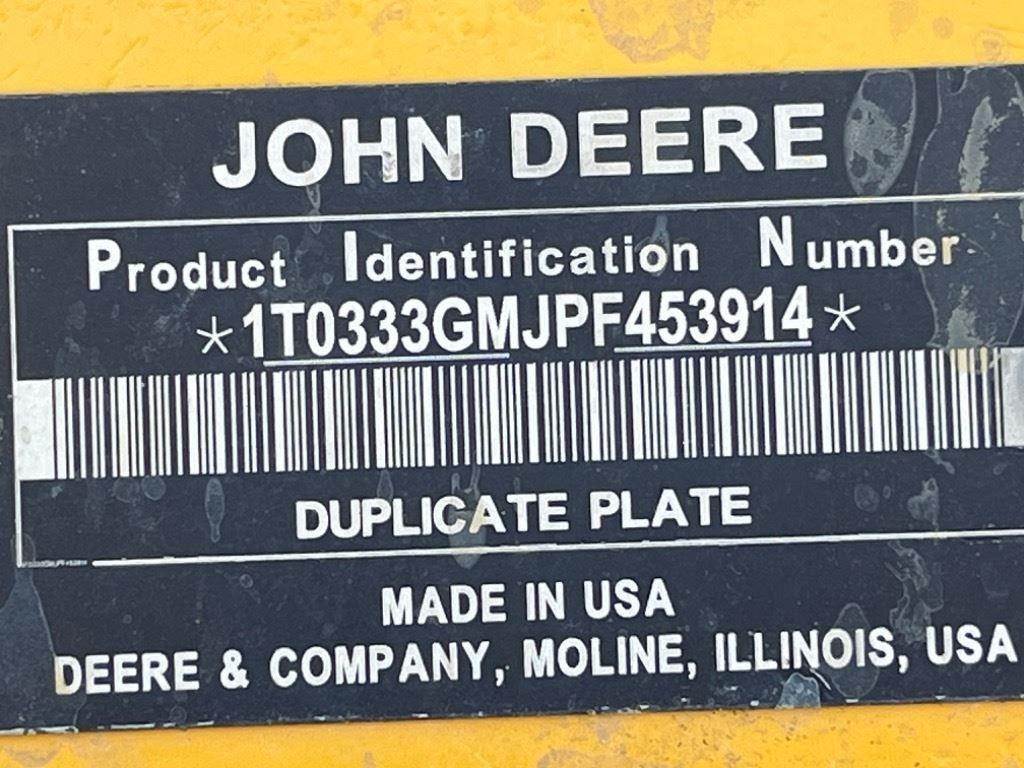 JOHN DEERE
Product Identification Number
*1T0333GMJPF453914*
DUPLICATE PLATE
MADE IN USA
DEERE & COMPANY, MOLINE, ILLINOIS, USA